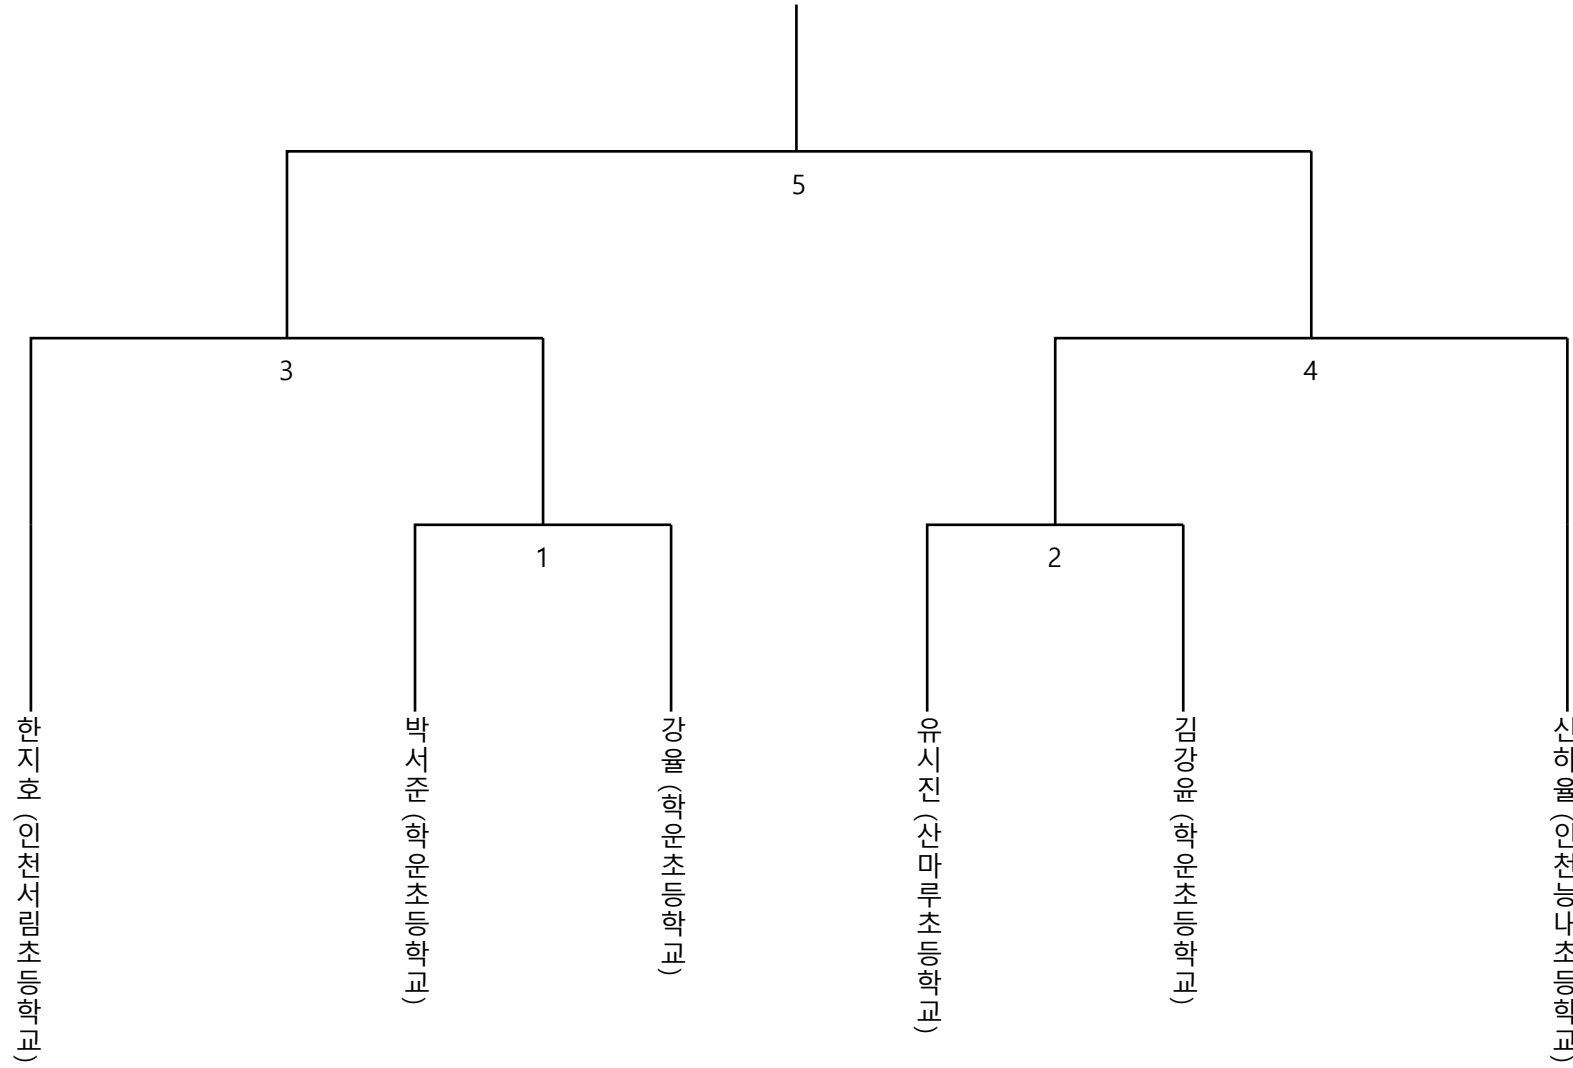 5
3
4
1
2
한지호 (인천서림초등학교)
박서준 (학운초등학교)
강율 (학운초등학교)
유시진 (산마루초등학교)
김강윤 (학운초등학교)
신하율 (인천능내초등학교)